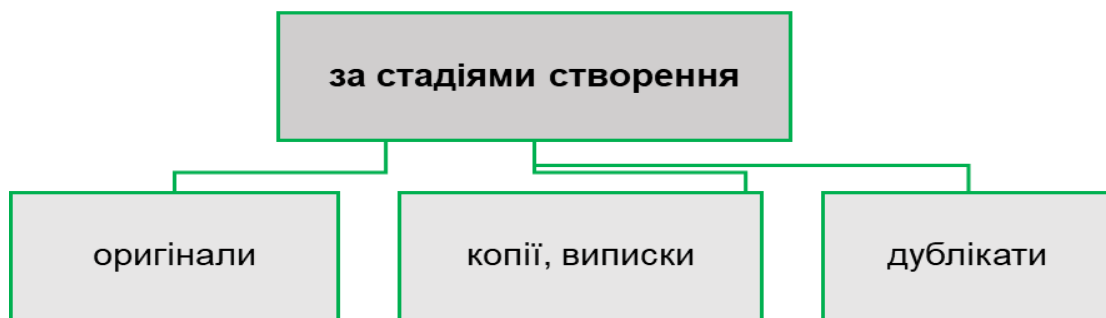 за стадіями створення
оригінали
копії, виписки
дублікати